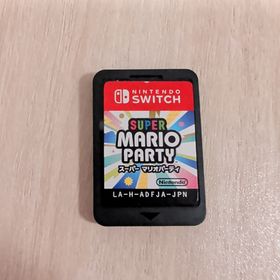 NINTENDO
SWITCH
SUPER
MARIO
PARTY
スーパー マリオパーティ
Nintendo
LA-H-ADFJA-JPN